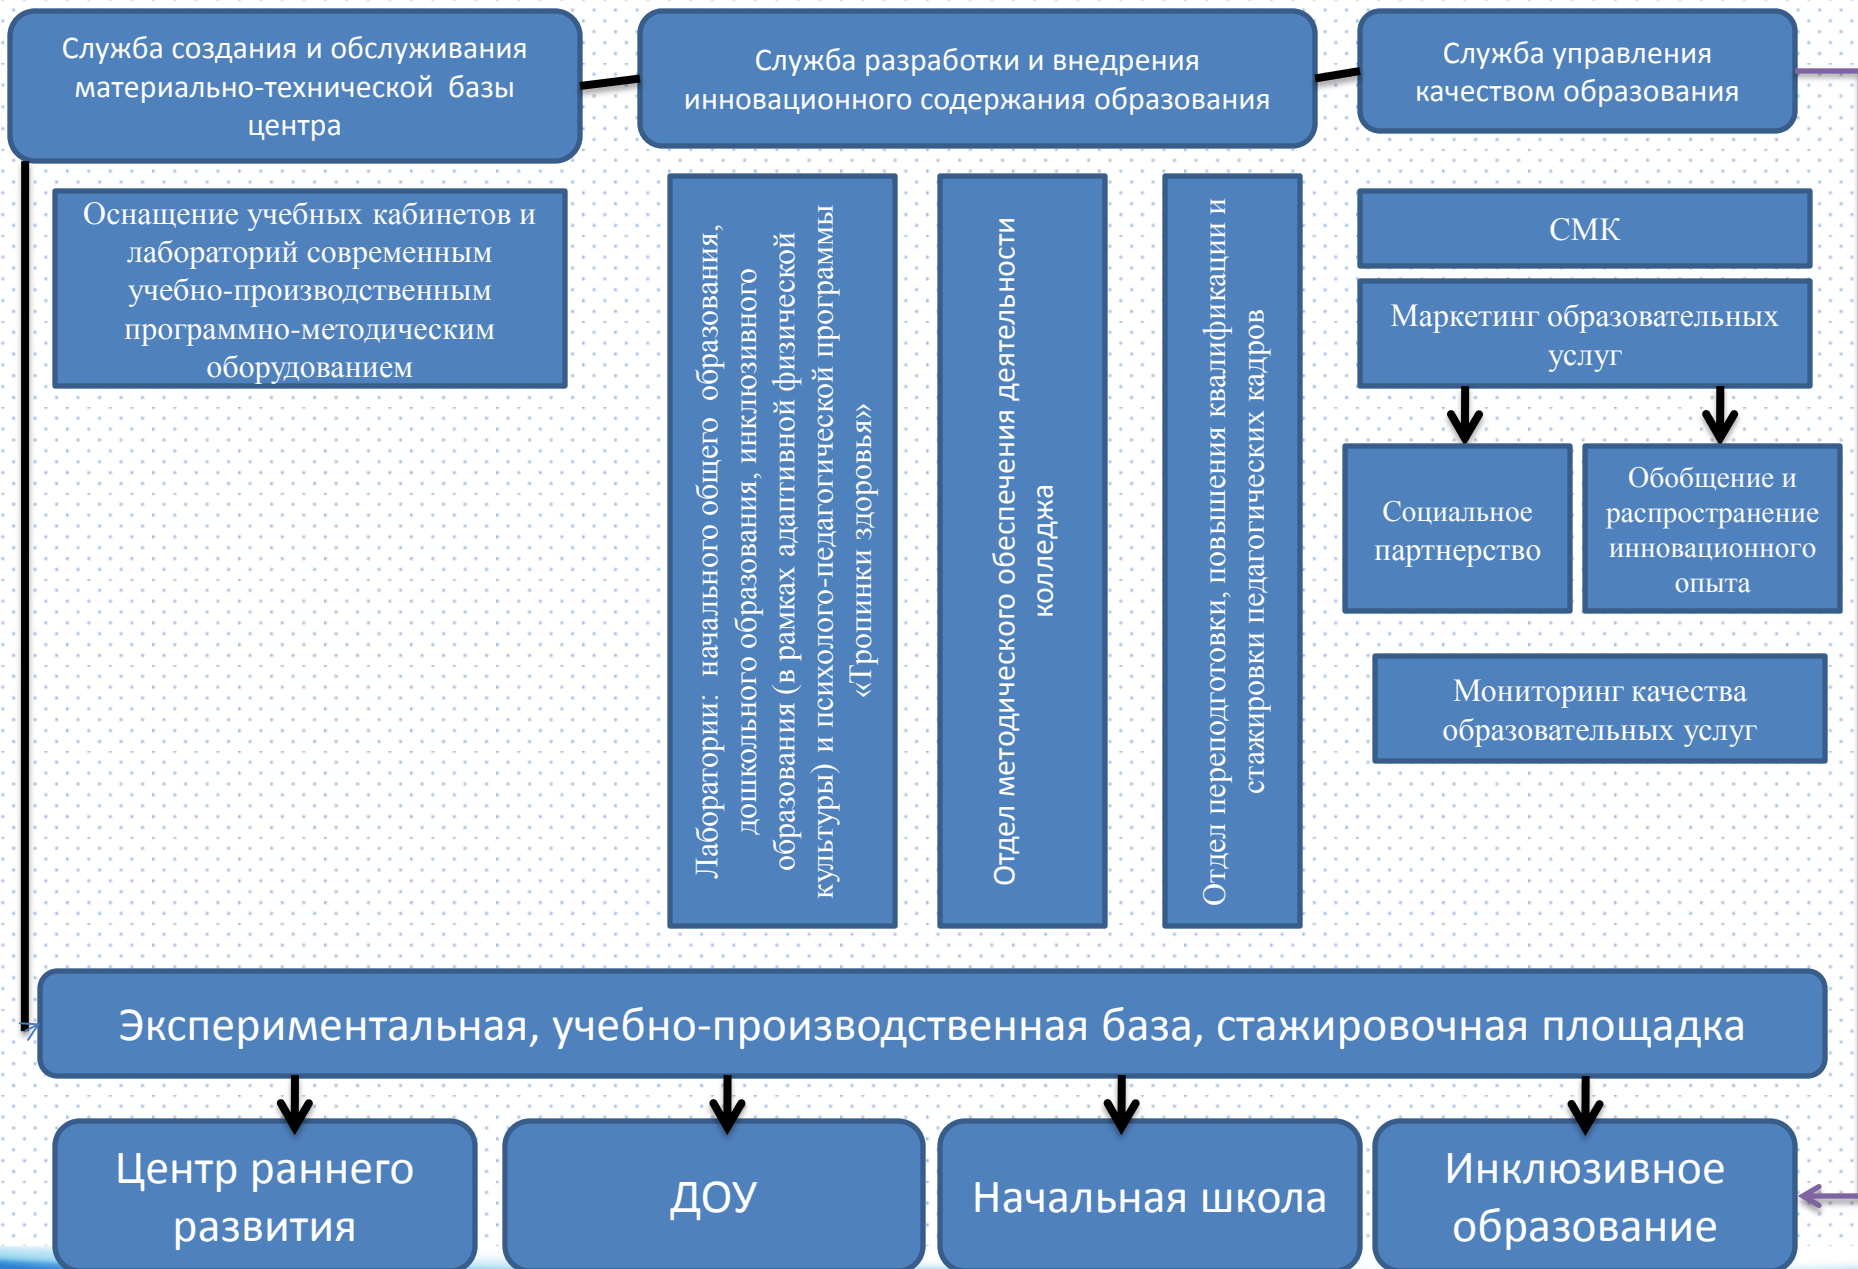 Служба создания и обслуживания
материально-технической базы
центра
Служба разработки и внедрения
инновационного содержания образования
Служба управления
качеством образования
Оснащение учебных кабинетов и
лабораторий современным
учебно-производственным
программно-методическим
оборудованием
Лаборатории: начального общего образования,
дошкольного образования, инклюзивного
образования (в рамках адаптивной физической
культуры) и психолого-педагогической программы
«Тропинки здоровья»
Отдел методического обеспечения деятельности
колледжа
Отдел переподготовки, повышения квалификации и
стажировки педагогических кадров
СМК
Маркетинг образовательных
услуг
Социальное
партнерство
Обобщение и
распространение
инновационного
опыта
Мониторинг качества
образовательных услуг
Экспериментальная, учебно-производственная база, стажировочная площадка
Центр раннего
развития
ДОУ
Начальная школа
Инклюзивное
образование